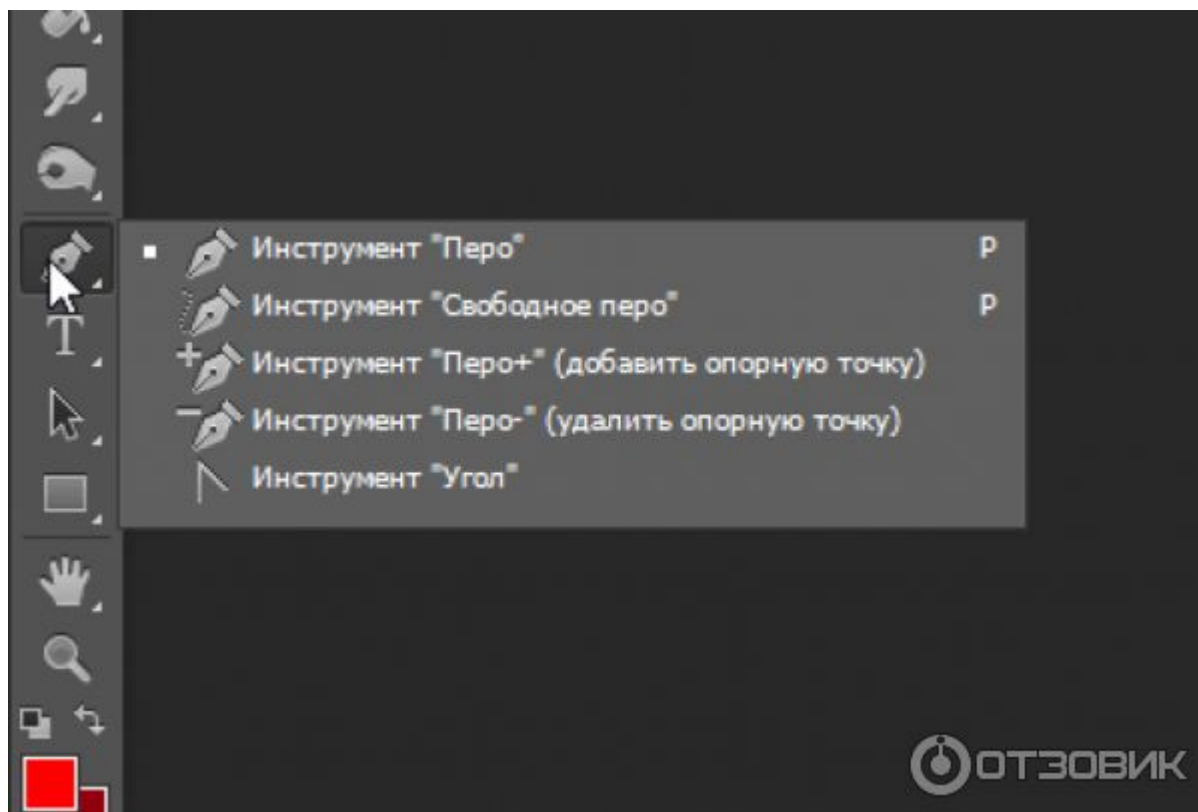 Инструмент "Перо" P
Инструмент "Свободное перо" P
Инструмент "Перо+" (добавить опорную точку)
Инструмент "Перо-" (удалить опорную точку)
T
Инструмент "Угол"
ОТЗОВИК